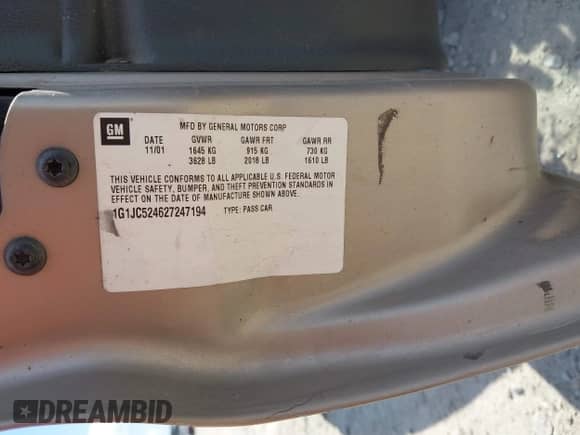 GM
MFD BY GENERAL MOTORS CORP
DATE GVWR GAWR FRT GAWR RR
11/01 1645 KG 915 KG 730 KG
3628 LB 2018 LB 1610 LB
THIS VEHICLE CONFORMS TO ALL APPLICABLE U.S. FEDERAL MOTOR
VEHICLE SAFETY, BUMPER, AND THEFT PREVENTION STANDARDS IN
EFFECT ON THE DATE OF MANUFACTURE SHOWN ABOVE.
1G1JC524627247194 TYPE: PASS CAR
DREAMBID